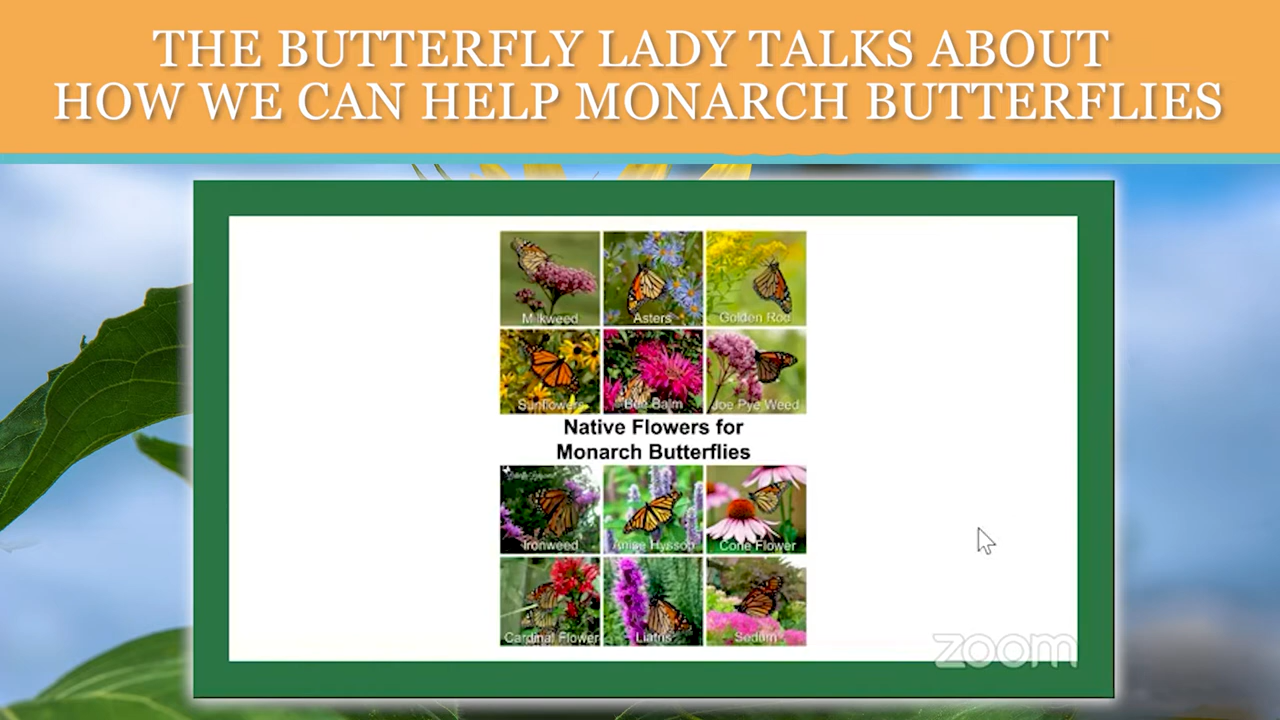 THE BUTTERFLY LADY TALKS ABOUT
HOW WE CAN HELP MONARCH BUTTERFLIES
Milkweed
Asters
Golden Rod
Sunflowers
Bee Balm
Joe Pye Weed
Native Flowers for
Monarch Butterflies
Ironweed
Anise Hyssop
Cone Flower
Cardinal Flower
Liatris
Sedum
zoom